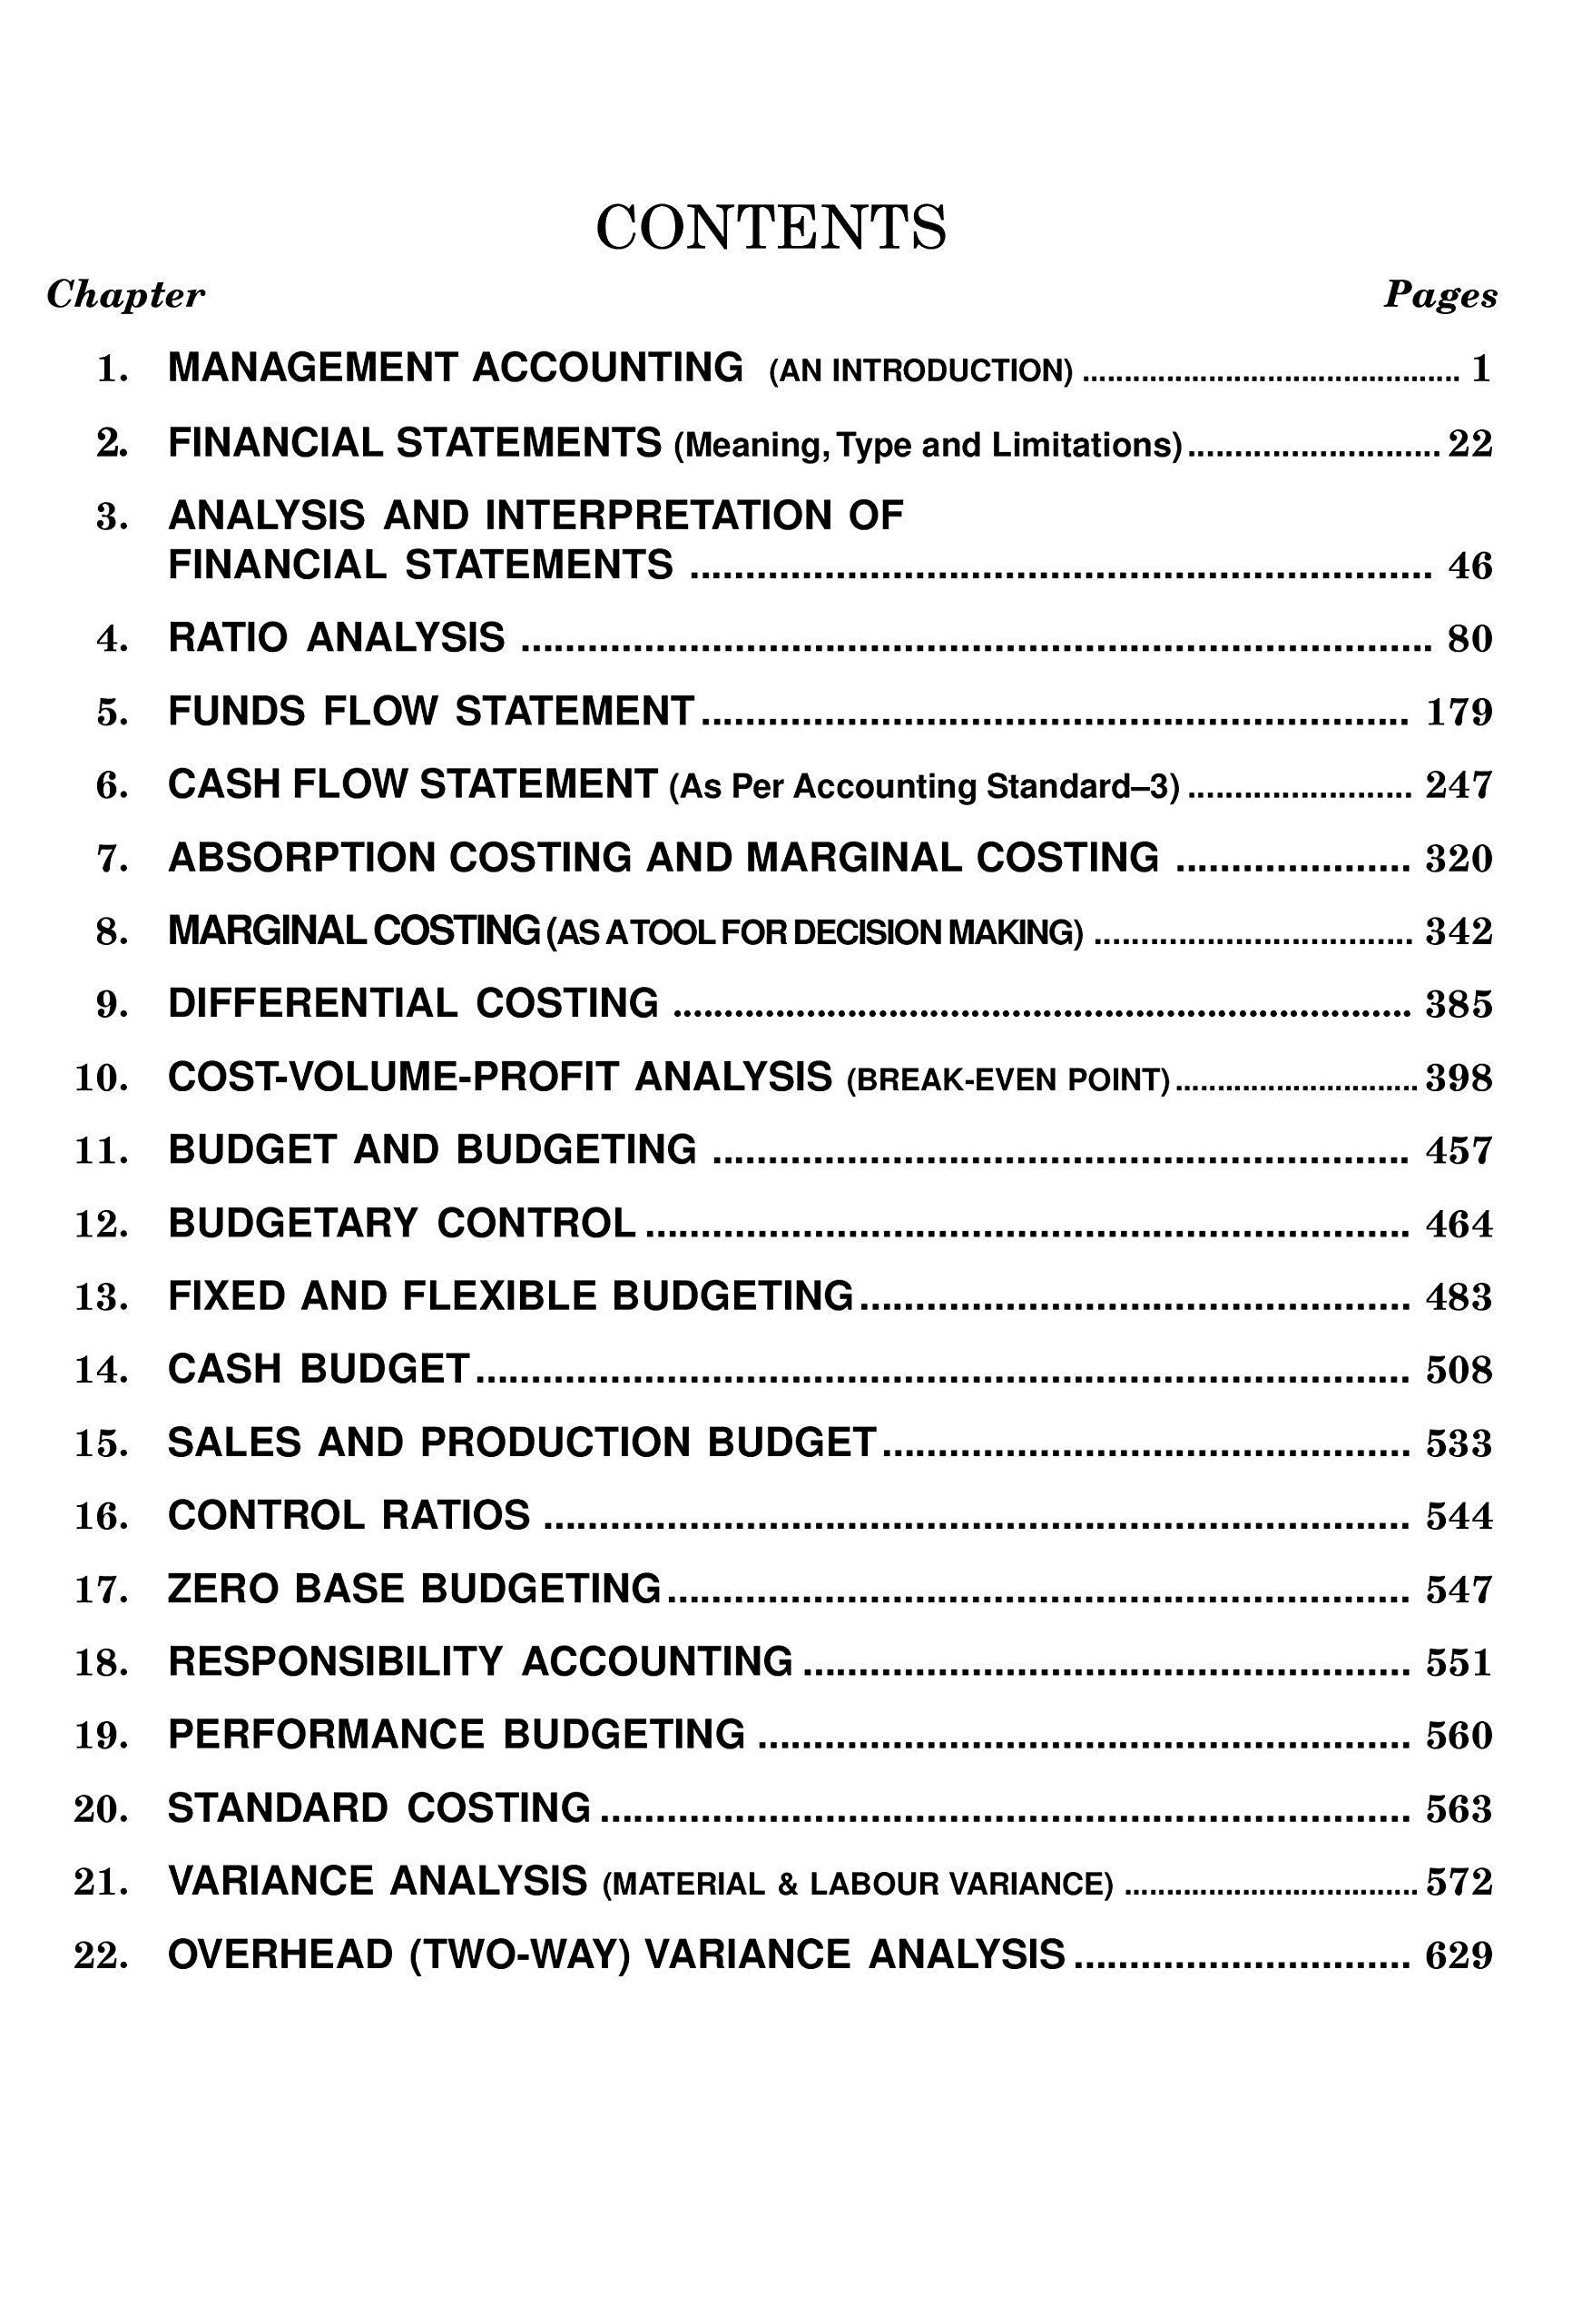 CONTENTS
Chapter Pages
1. MANAGEMENT ACCOUNTING (AN INTRODUCTION) ............................................. 1
2. FINANCIAL STATEMENTS (Meaning, Type and Limitations) ........................... 22
3. ANALYSIS AND INTERPRETATION OF
FINANCIAL STATEMENTS .................................................................. 46
4. RATIO ANALYSIS ................................................................................. 80
5. FUNDS FLOW STATEMENT ............................................................... 179
6. CASH FLOW STATEMENT (As Per Accounting Standard–3) ........................ 247
7. ABSORPTION COSTING AND MARGINAL COSTING ..................... 320
8. MARGINAL COSTING (AS A TOOL FOR DECISION MAKING) .................................. 342
9. DIFFERENTIAL COSTING ........................................................................ 385
10. COST-VOLUME-PROFIT ANALYSIS (BREAK-EVEN POINT) ............................. 398
11. BUDGET AND BUDGETING .............................................................. 457
12. BUDGETARY CONTROL .................................................................... 464
13. FIXED AND FLEXIBLE BUDGETING ................................................. 483
14. CASH BUDGET ................................................................................... 508
15. SALES AND PRODUCTION BUDGET ............................................... 533
16. CONTROL RATIOS ............................................................................. 544
17. ZERO BASE BUDGETING .................................................................. 547
18. RESPONSIBILITY ACCOUNTING ...................................................... 551
19. PERFORMANCE BUDGETING .......................................................... 560
20. STANDARD COSTING ........................................................................ 563
21. VARIANCE ANALYSIS (MATERIAL & LABOUR VARIANCE) ................................... 572
22. OVERHEAD (TWO-WAY) VARIANCE ANALYSIS .............................. 629